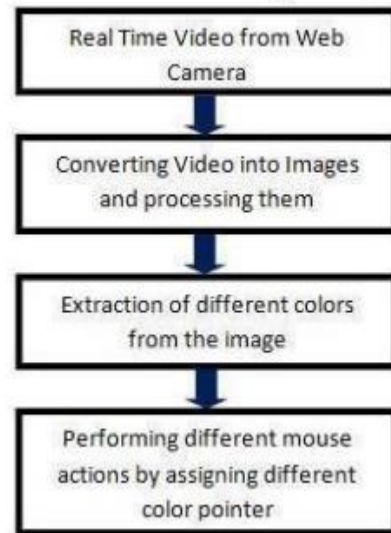 Real Time Video from Web
Camera
Converting Video into Images
and processing them
Extraction of different colors
from the image
Performing different mouse
actions by assigning different
color pointer